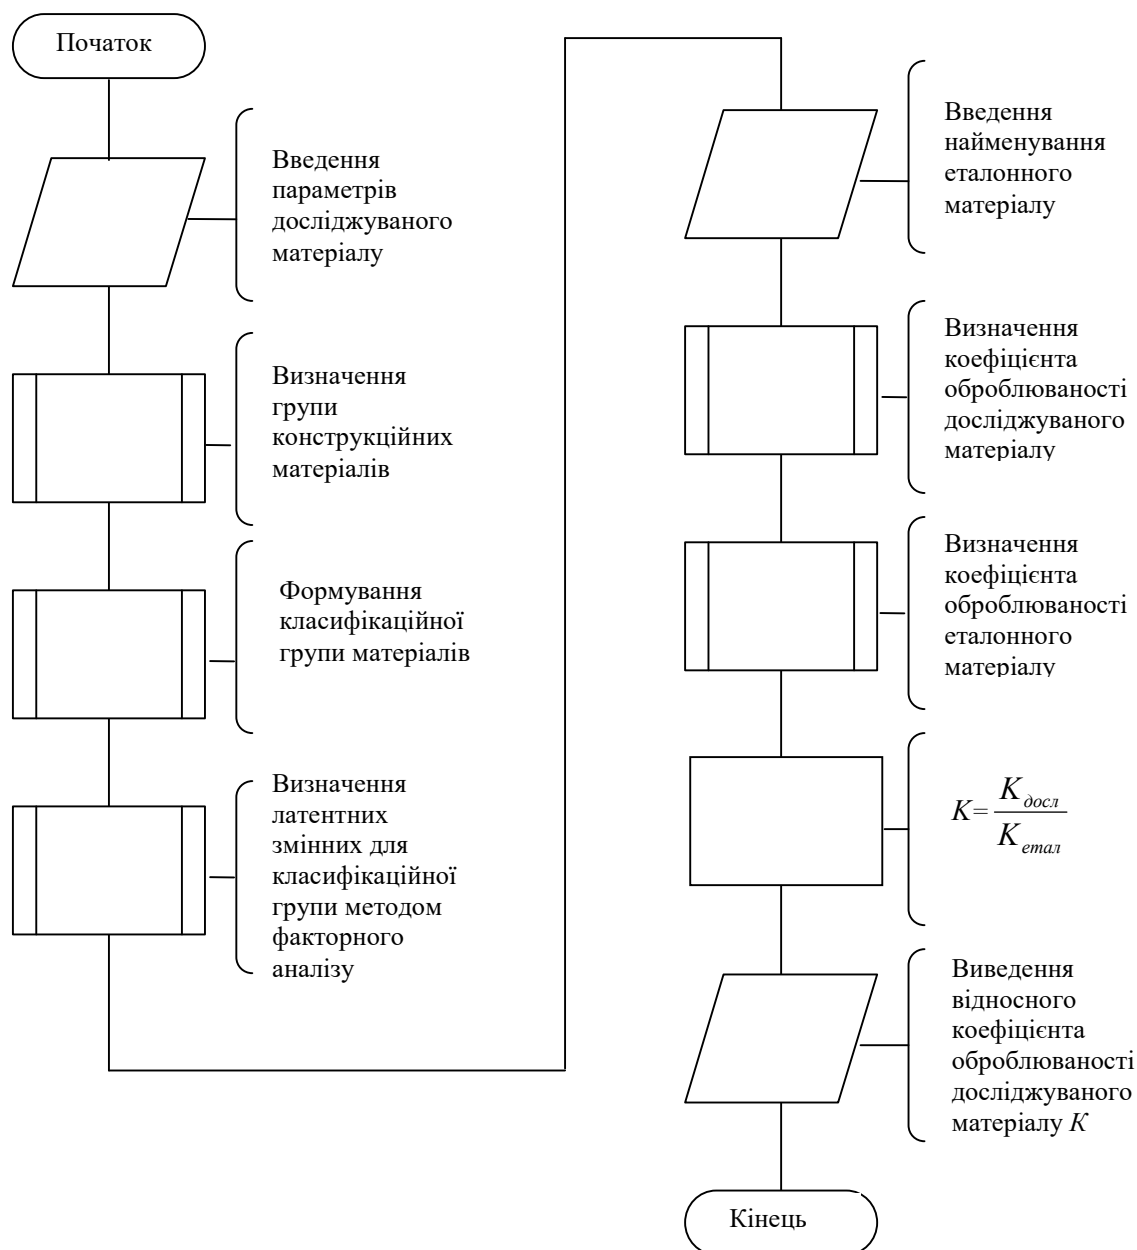 Початок
Введення
параметрів
досліджуваного
матеріалу
Визначення
групи
конструкційних
матеріалів
Формування
класифікаційної
групи матеріалів
Визначення
латентних
змінних для
класифікаційної
групи методом
факторного
аналізу
Введення
найменування
еталонного
матеріалу
Визначення
коефіцієнта
оброблюваності
досліджуваного
матеріалу
Визначення
коефіцієнта
оброблюваності
еталонного
матеріалу
K = K досл / K етал
Виведення
відносного
коефіцієнта
оброблюваності
досліджуваного
матеріалу К
Кінець